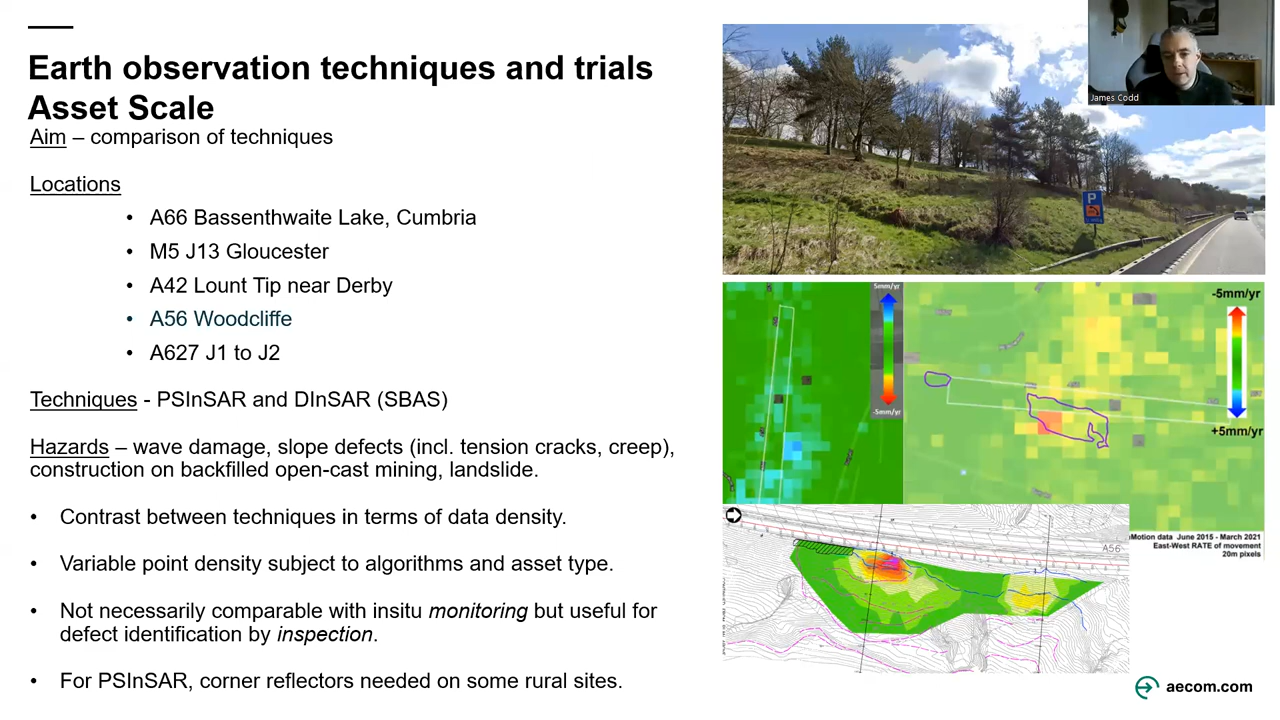 Earth observation techniques and trials
Asset Scale
Aim – comparison of techniques
Locations
• A66 Bassenthwaite Lake, Cumbria
• M5 J13 Gloucester
• A42 Lount Tip near Derby
• A56 Woodcliffe
• A627 J1 to J2
Techniques - PSInSAR and DInSAR (SBAS)
Hazards – wave damage, slope defects (incl. tension cracks, creep),
construction on backfilled open-cast mining, landslide.
• Contrast between techniques in terms of data density.
• Variable point density subject to algorithms and asset type.
• Not necessarily comparable with insitu monitoring but useful for
defect identification by inspection.
• For PSInSAR, corner reflectors needed on some rural sites.
James Codd
P
5mm/yr
-5mm/yr
-5mm/yr
+5mm/yr
Motion data June 2015 - March 2021
East-West RATE of movement
20m pixels
A56
aecom.com